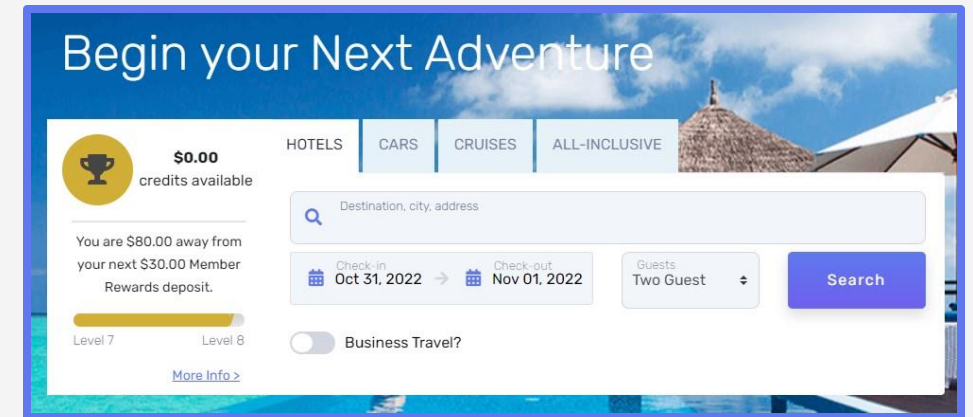 Begin your Next Adventure
$0.00
credits available
You are $80.00 away from
your next $30.00 Member
Rewards deposit.
Level 7 Level 8
More Info >
HOTELS CARS CRUISES ALL-INCLUSIVE
Destination, city, address
Check-in Check-out Guests
Oct 31, 2022 Nov 01, 2022 Two Guest Search
Business Travel?